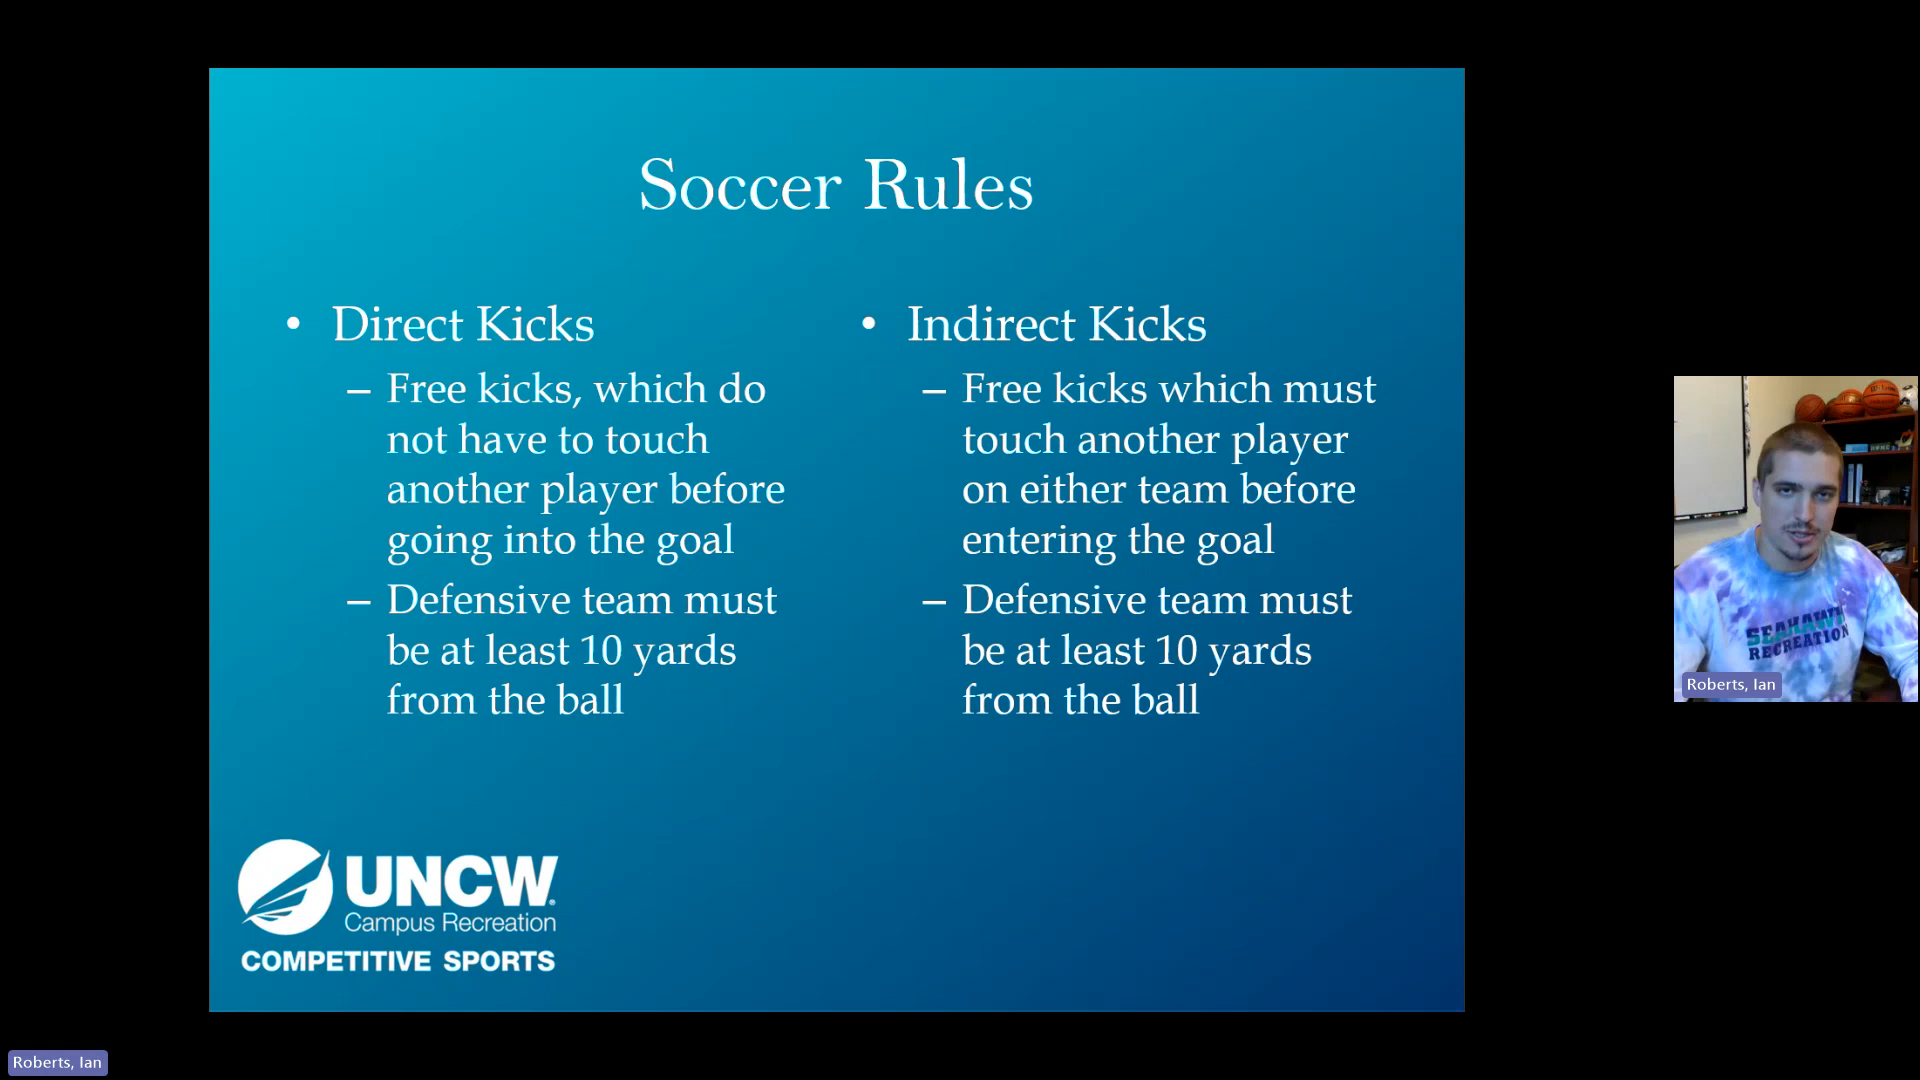 Soccer Rules
• Direct Kicks
– Free kicks, which do
not have to touch
another player before
going into the goal
– Defensive team must
be at least 10 yards
from the ball
• Indirect Kicks
– Free kicks which must
touch another player
on either team before
entering the goal
– Defensive team must
be at least 10 yards
from the ball
UNCW
Campus Recreation
COMPETITIVE SPORTS
SEAHAWK
RECREATION
Roberts, Ian
Roberts, Ian